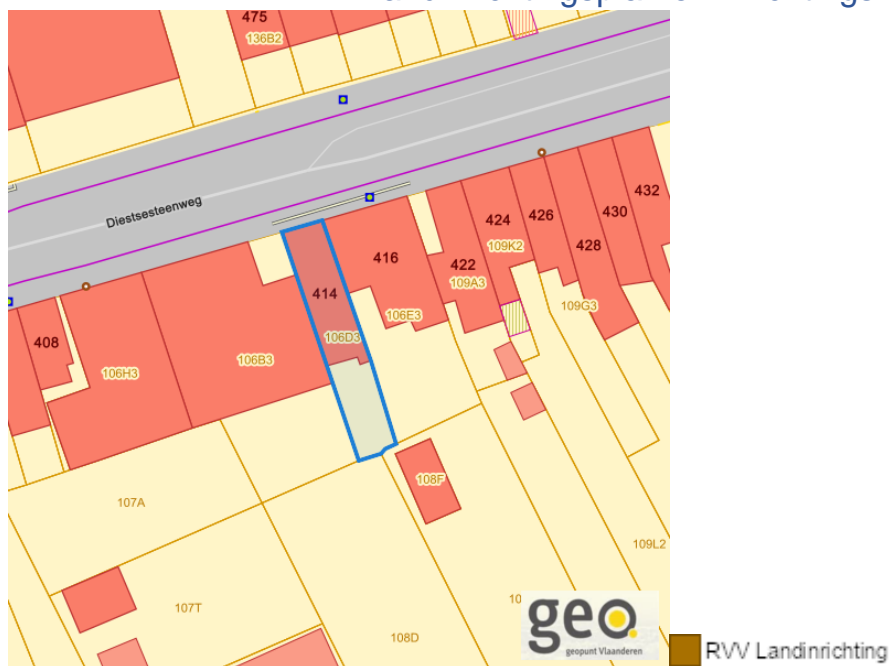 475
136B2
Diestsesteenweg
432
430
424
426
416
422
109K2
428
109A3
414
109G3
106E3
408
106D3
106B3
106H3
108F
107A
109L2
107T
10
108D
geo
geopunt Vlaanderen
RVV Landinrichting